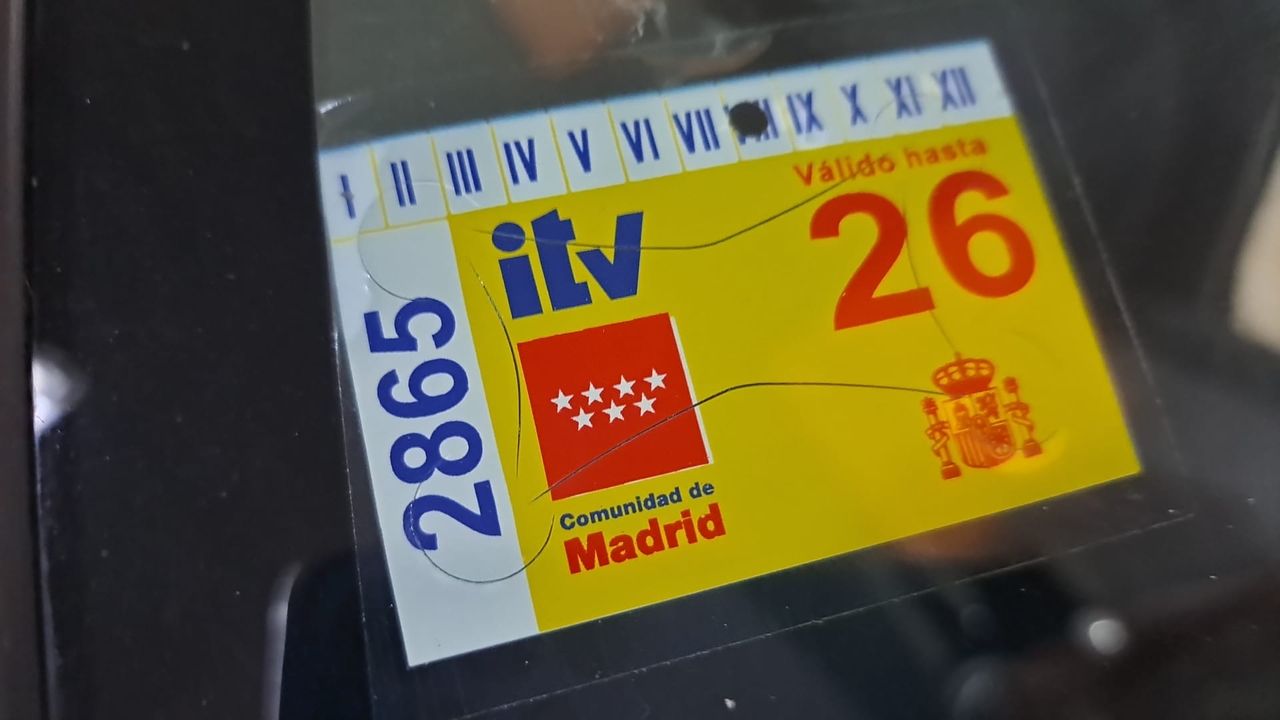 I II III IV V VI VII VIII IX X XI XII
Válido hasta
26
itv
2865
Comunidad de
Madrid